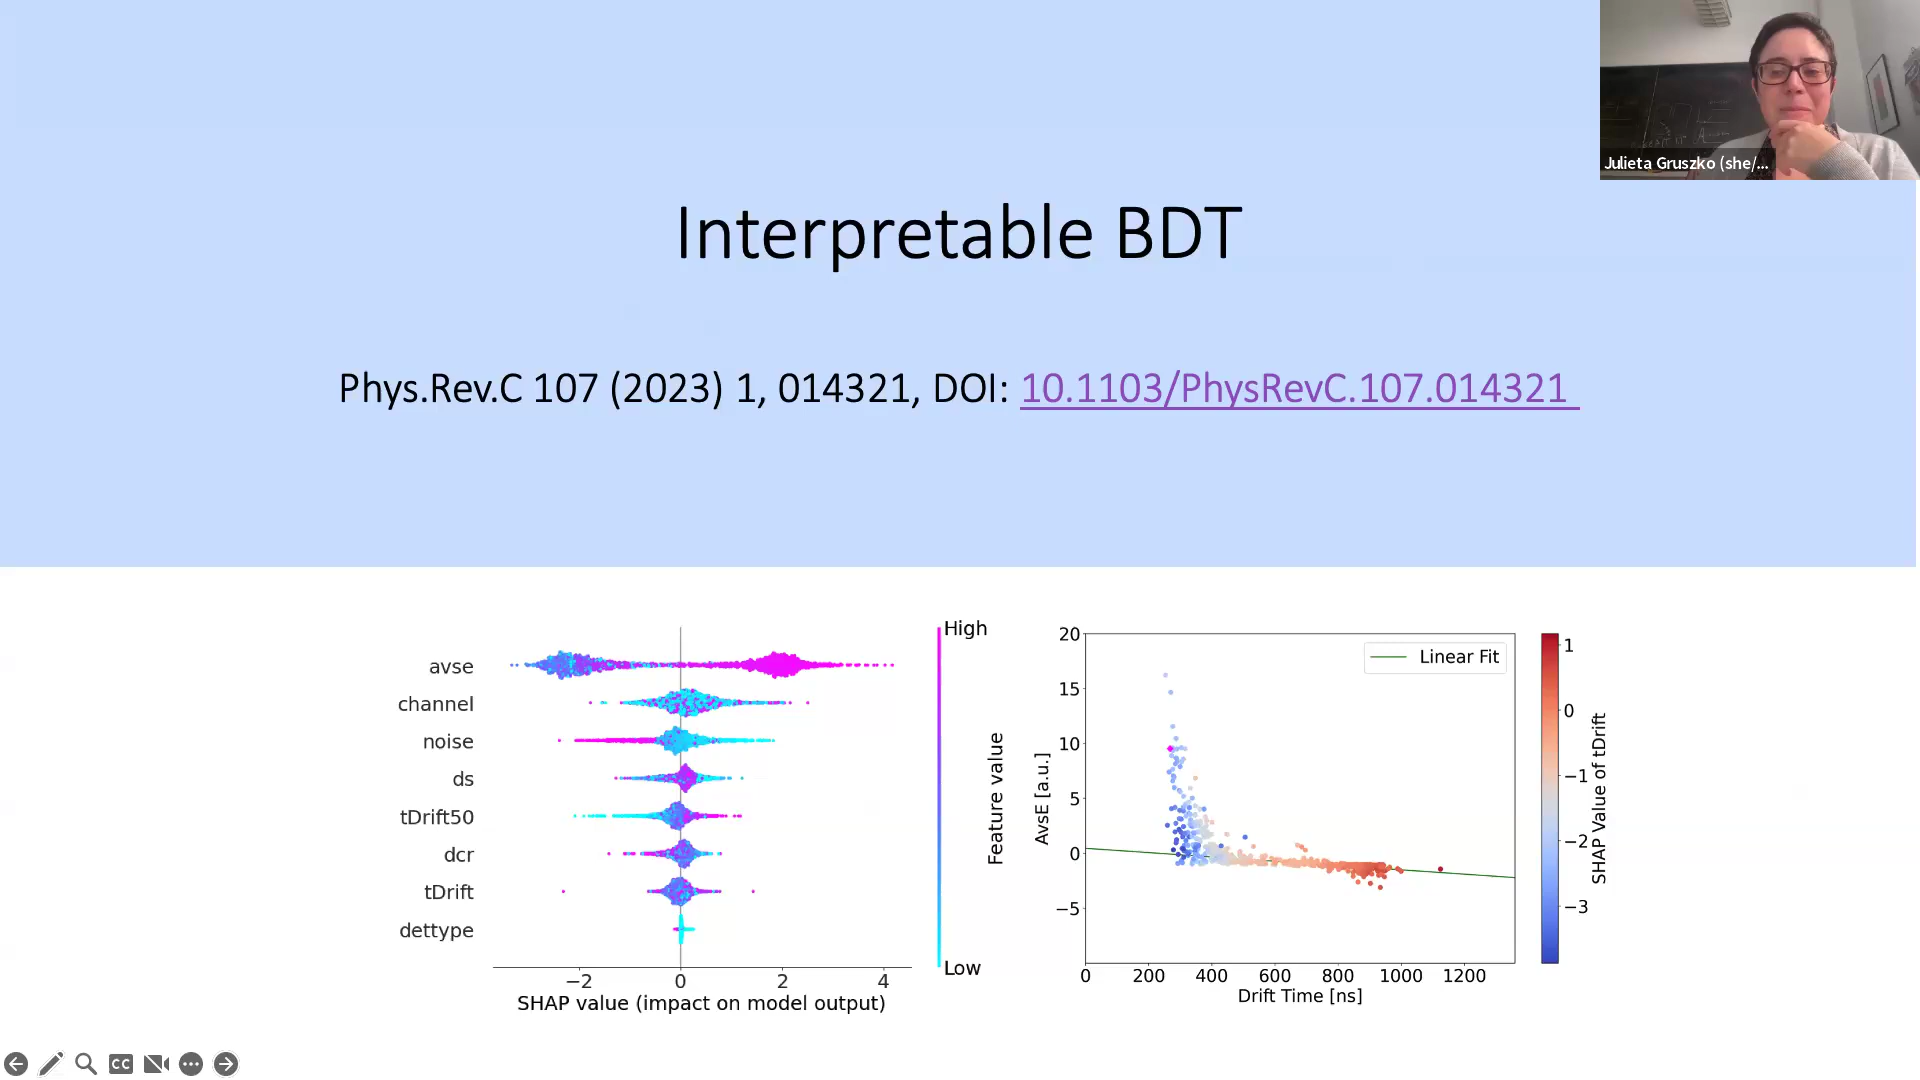 Julieta Gruszko (she/...
Interpretable BDT
Phys.Rev.C 107 (2023) 1, 014321, DOI: 10.1103/PhysRevC.107.014321
avse
channel
noise
ds
tDrift50
dcr
tDrift
dettype
−2 0 2 4
SHAP value (impact on model output)
High
Feature value
Low
20
15
10
5
0
−5
AvsE [a.u.]
Linear Fit
0 200 400 600 800 1000 1200
Drift Time [ns]
1
0
−1
−2
−3
SHAP Value of tDrift
CC